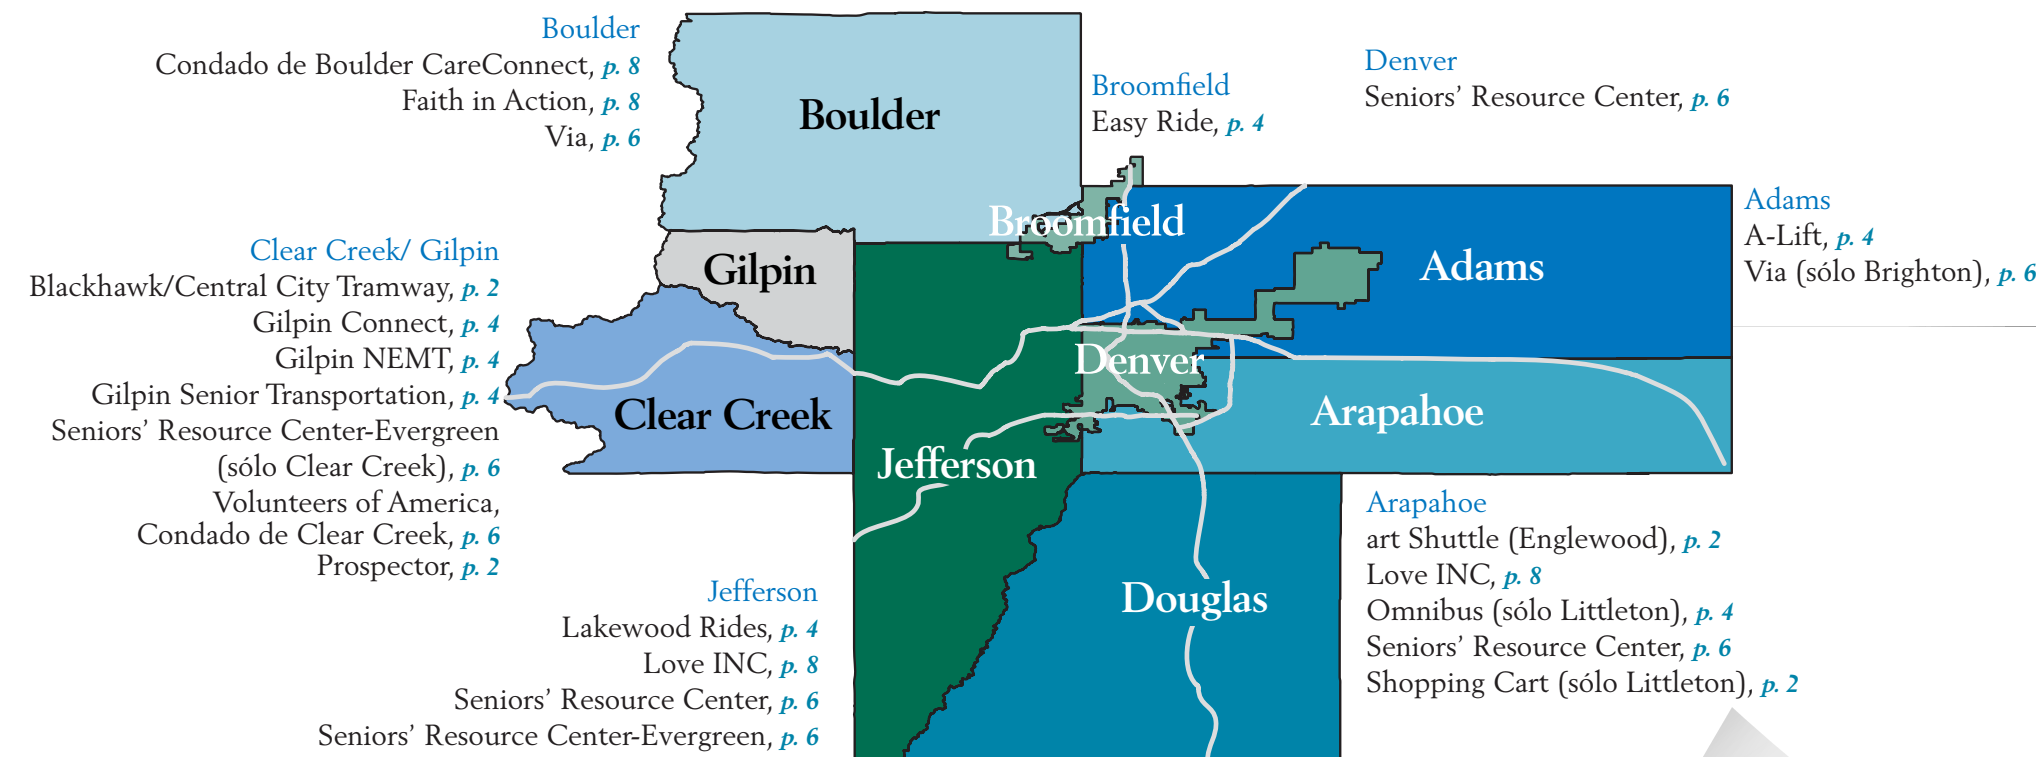 Boulder
Condado de Boulder CareConnect, p. 8
Faith in Action, p. 8
Via, p. 6
Boulder
Broomfield
Easy Ride, p. 4
Denver
Seniors’ Resource Center, p. 6
Broomfield
Adams
A-Lift, p. 4
Via (sólo Brighton), p. 6
Clear Creek/ Gilpin
Blackhawk/Central City Tramway, p. 2
Gilpin Connect, p. 4
Gilpin NEMT, p. 4
Gilpin Senior Transportation, p. 4
Seniors’ Resource Center-Evergreen
(sólo Clear Creek), p. 6
Volunteers of America,
Condado de Clear Creek, p. 6
Prospector, p. 2
Gilpin
Adams
Denver
Clear Creek
Arapahoe
Jefferson
Douglas
Arapahoe
art Shuttle (Englewood), p. 2
Love INC, p. 8
Omnibus (sólo Littleton), p. 4
Seniors’ Resource Center, p. 6
Shopping Cart (sólo Littleton), p. 2
Jefferson
Lakewood Rides, p. 4
Love INC, p. 8
Seniors’ Resource Center, p. 6
Seniors’ Resource Center-Evergreen, p. 6